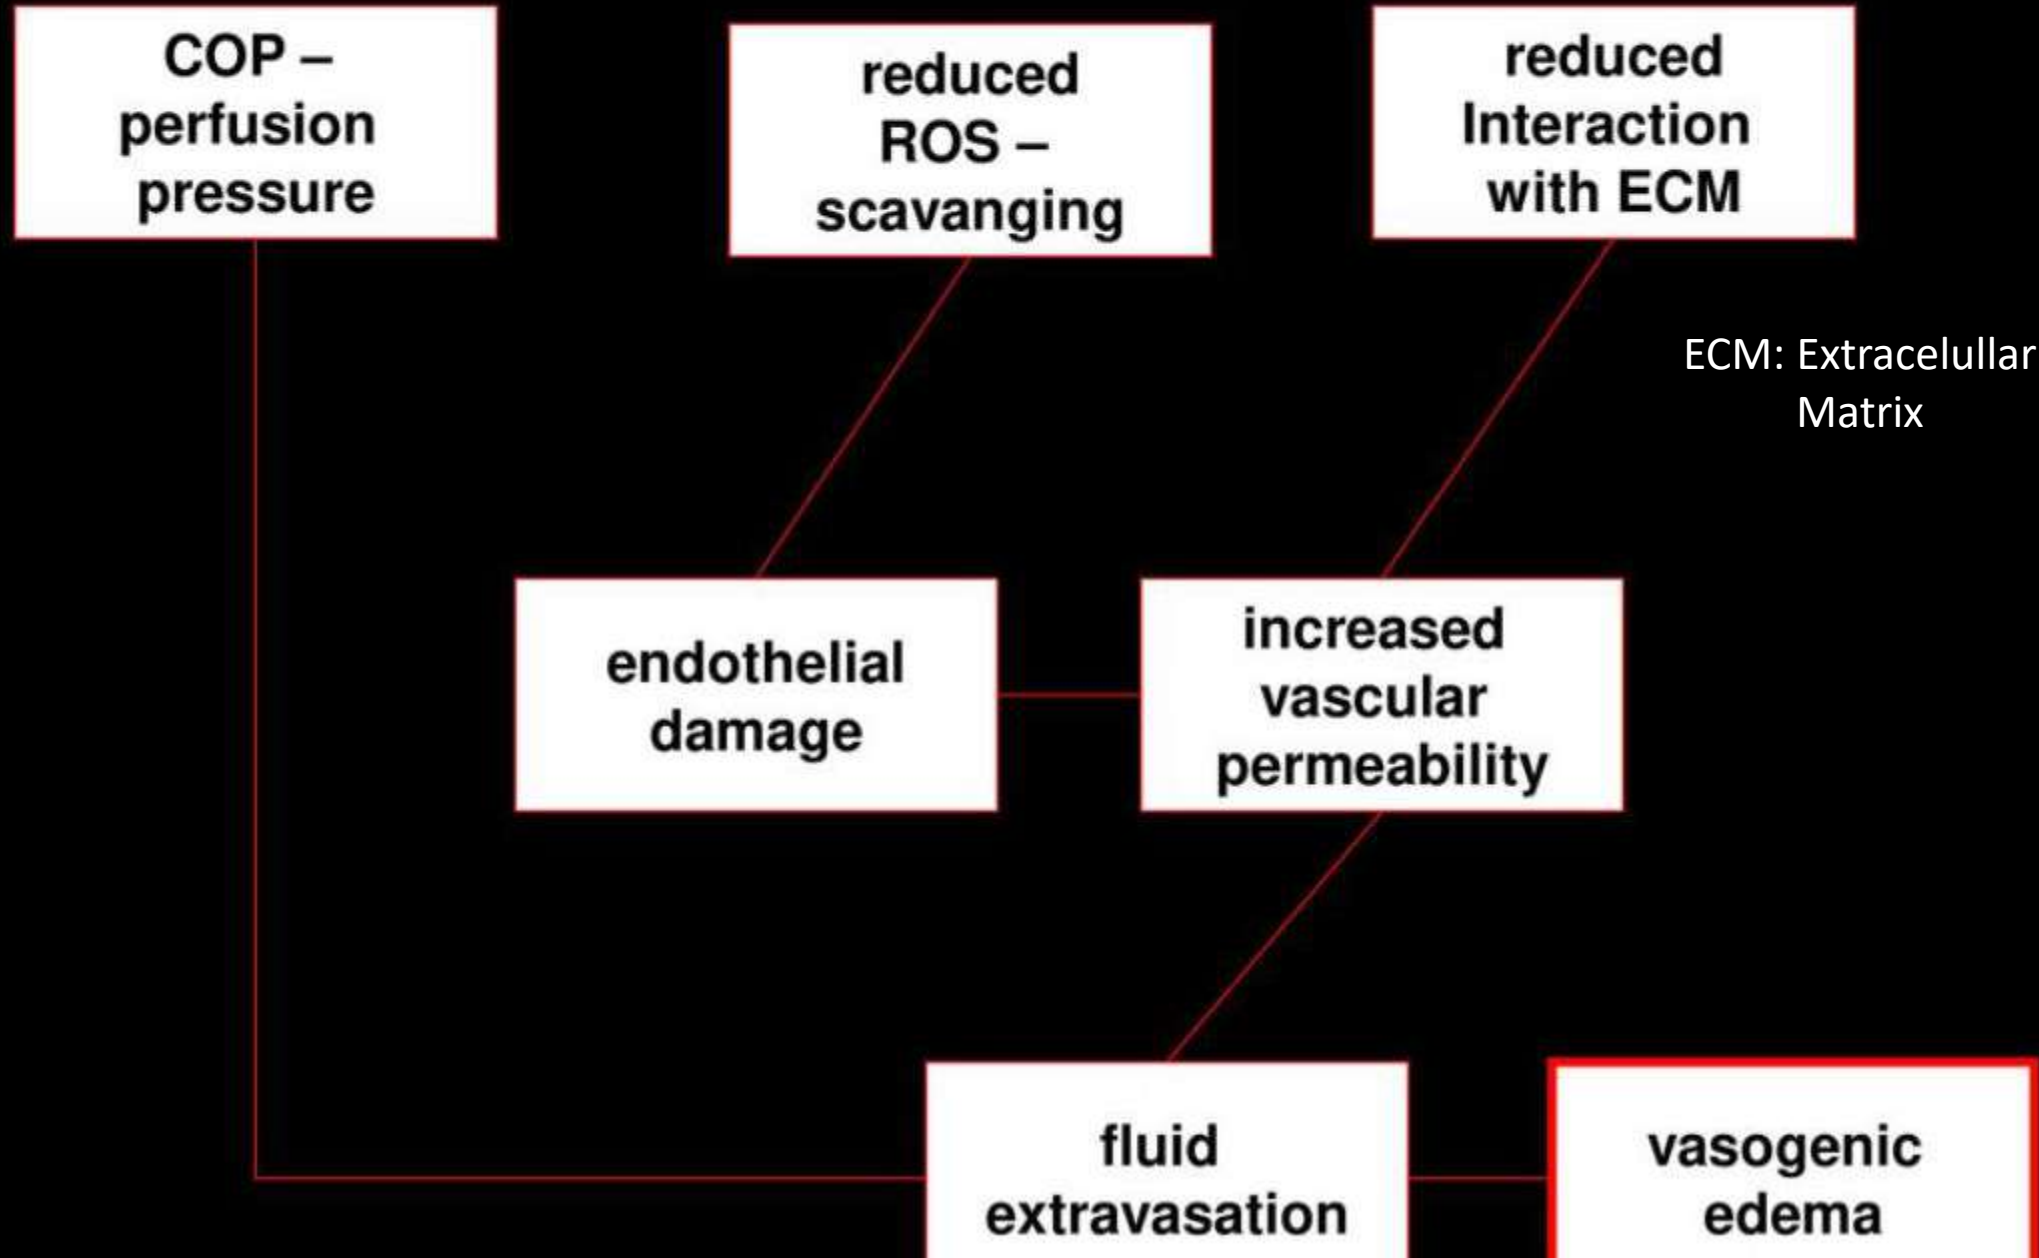 COP –
perfusion
pressure
reduced
ROS –
scavanging
reduced
Interaction
with ECM
ECM: Extracelullar
Matrix
endothelial
damage
increased
vascular
permeability
fluid
extravasation
vasogenic
edema